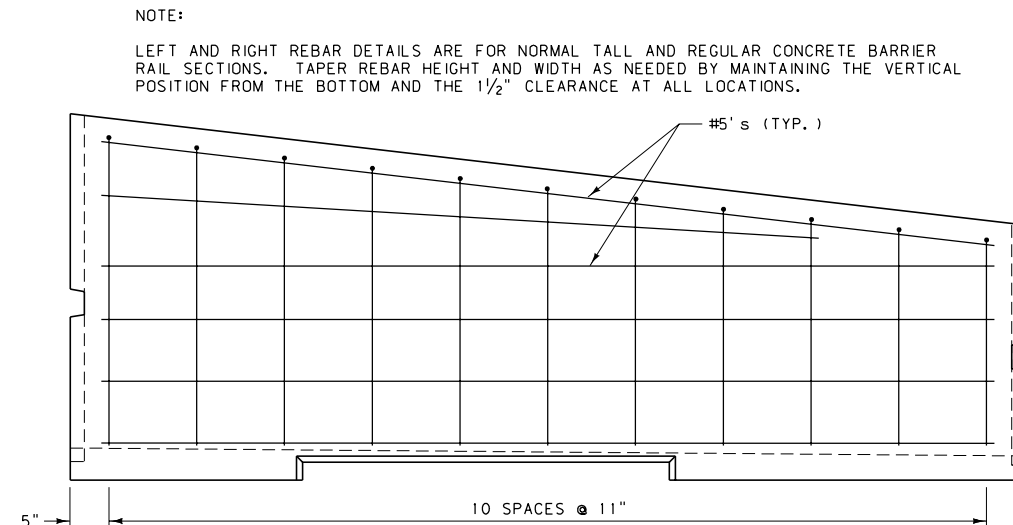 NOTE:
LEFT AND RIGHT REBAR DETAILS ARE FOR NORMAL TALL AND REGULAR CONCRETE BARRIER
RAIL SECTIONS. TAPER REBAR HEIGHT AND WIDTH AS NEEDED BY MAINTAINING THE VERTICAL
POSITION FROM THE BOTTOM AND THE 1½" CLEARANCE AT ALL LOCATIONS.
#5's (TYP.)
10 SPACES @ 11"
5"